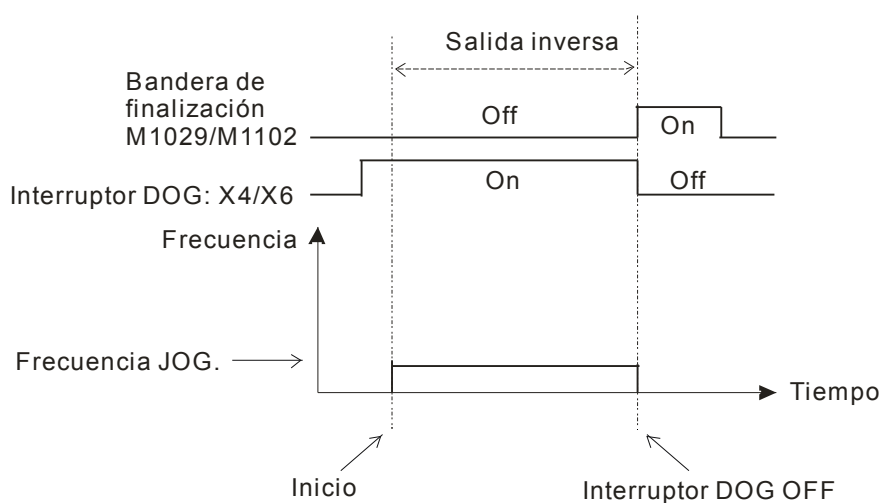 Salida inversa
Bandera de
finalización
M1029/M1102
Off
On
Interruptor DOG: X4/X6
On
Off
Frecuencia
Frecuencia JOG.
Tiempo
Inicio
Interruptor DOG OFF